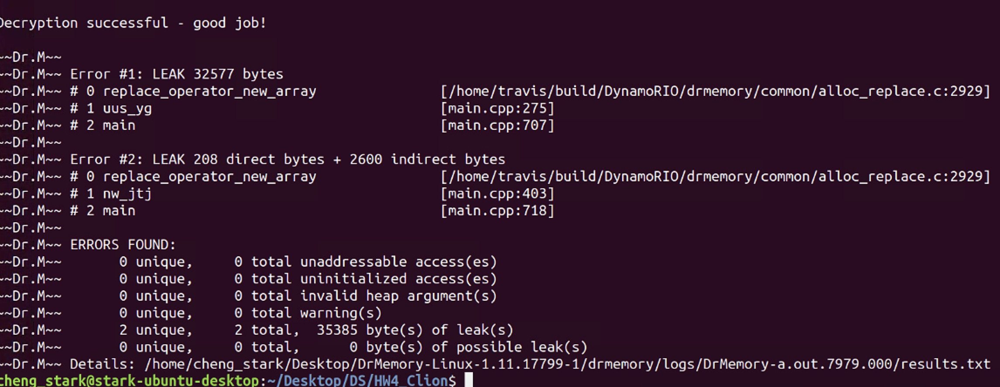 Decryption successful - good job!
~~Dr.M~~
~~Dr.M~~ Error #1: LEAK 32577 bytes
~~Dr.M~~ # 0 replace_operator_new_array [/home/travis/build/DynamoRIO/drmemory/common/alloc_replace.c:2929]
~~Dr.M~~ # 1 uus_yg [main.cpp:275]
~~Dr.M~~ # 2 main [main.cpp:707]
~~Dr.M~~
~~Dr.M~~ Error #2: LEAK 208 direct bytes + 2600 indirect bytes
~~Dr.M~~ # 0 replace_operator_new_array [/home/travis/build/DynamoRIO/drmemory/common/alloc_replace.c:2929]
~~Dr.M~~ # 1 nw_jtj [main.cpp:403]
~~Dr.M~~ # 2 main [main.cpp:718]
~~Dr.M~~
~~Dr.M~~ ERRORS FOUND:
~~Dr.M~~ 0 unique, 0 total unaddressable access(es)
~~Dr.M~~ 0 unique, 0 total uninitialized access(es)
~~Dr.M~~ 0 unique, 0 total invalid heap argument(s)
~~Dr.M~~ 0 unique, 0 total warning(s)
~~Dr.M~~ 2 unique, 2 total, 35385 byte(s) of leak(s)
~~Dr.M~~ 0 unique, 0 total, 0 byte(s) of possible leak(s)
~~Dr.M~~ Details: /home/cheng_stark/Desktop/DrMemory-Linux-1.11.17799-1/drmemory/logs/DrMemory-a.out.7979.000/results.txt
cheng_stark@stark-ubuntu-desktop:~/Desktop/DS/HW4_Clion$